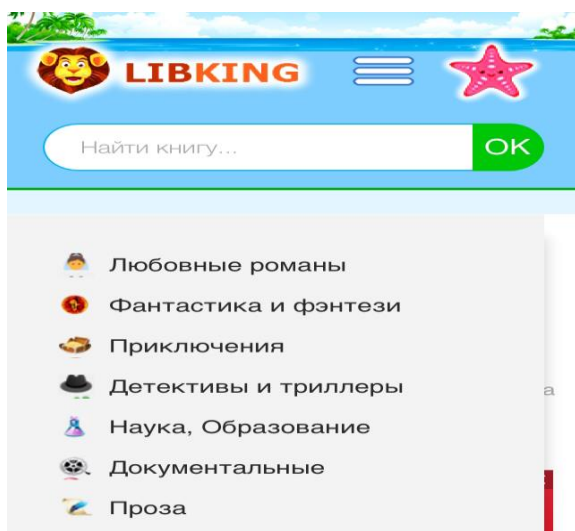 LIBKING
Найти книгу...
OK
Любовные романы
Фантастика и фэнтези
Приключения
Детективы и триллеры
а
Наука, Образование
Документальные
Проза